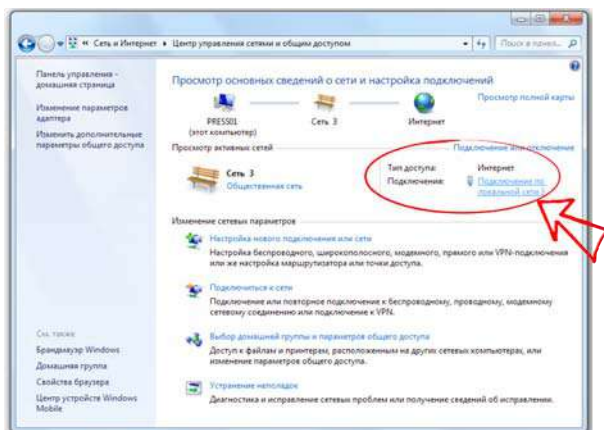 Сеть и Интернет ▸ Центр управления сетями и общим доступом
Поиск в панел...
Панель управления -
домашняя страница
Изменение параметров
адаптера
Изменить дополнительные
параметры общего доступа
Просмотр основных сведений о сети и настройка подключений
Просмотр полной карты
PRESS01
(этот компьютер)
Сеть 3
Интернет
Просмотр активных сетей
Подключение или отключение
Сеть 3
Общественная сеть
Тип доступа: Интернет
Подключения: Подключение по
локальной сети
Изменение сетевых параметров
Настройка нового подключения или сети
Настройка беспроводного, широкополосного, модемного, прямого или VPN-подключения
или же настройка маршрутизатора или точки доступа.
Подключиться к сети
Подключение или повторное подключение к беспроводному, проводному, модемному
сетевому соединению или подключение к VPN.
Выбор домашней группы и параметров общего доступа
Доступ к файлам и принтерам, расположенным на других сетевых компьютерах, или
изменение параметров общего доступа.
Устранение неполадок
Диагностика и исправление сетевых проблем или получение сведений об исправлении.
См. также
Брандмауэр Windows
Домашняя группа
Свойства браузера
Центр устройств Windows
Mobile